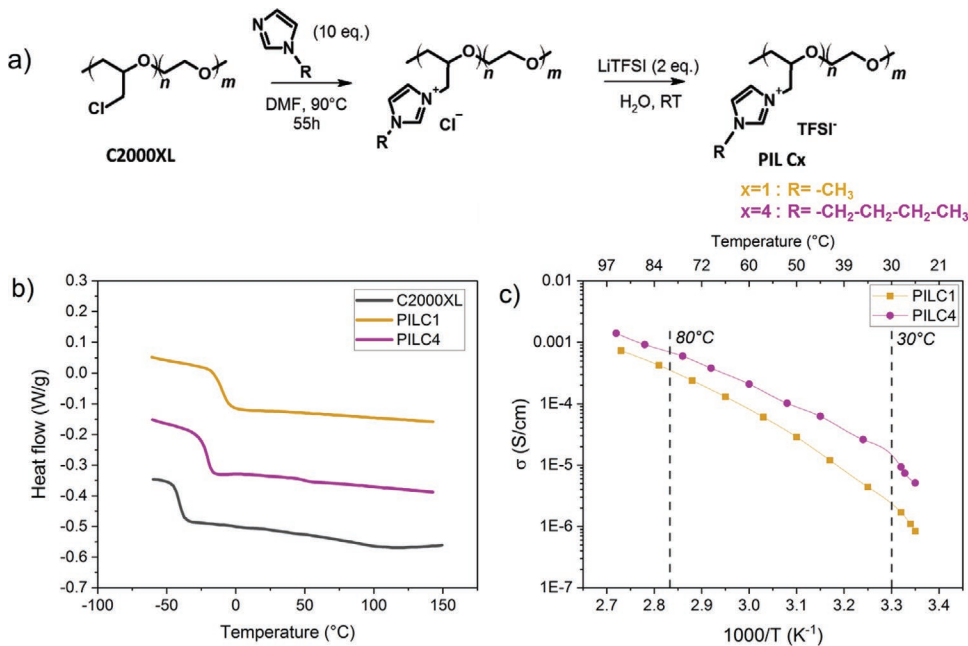 a)
(10 eq.)
N
N
R
DMF, 90°C
55h
Cl
O
n
O
m
C2000XL
O
n
O
m
N
+
N
R
Cl⁻
LiTFSI (2 eq.)
H₂O, RT
O
n
O
m
N
+
N
R
TFSI⁻
PIL Cx
x=1 : R= -CH₃
x=4 : R= -CH₂-CH₂-CH₂-CH₃
b)
0.3
0.2
0.1
0.0
-0.1
-0.2
-0.3
-0.4
-0.5
-0.6
-0.7
Heat flow (W/g)
C2000XL
PILC1
PILC4
-100 -50 0 50 100 150
Temperature (°C)
c)
Temperature (°C)
97 84 72 60 50 39 30 21
0.01
0.001
1E-4
1E-5
1E-6
1E-7
σ (S/cm)
PILC1
PILC4
80°C
30°C
2.7 2.8 2.9 3.0 3.1 3.2 3.3 3.4
1000/T (K⁻¹)